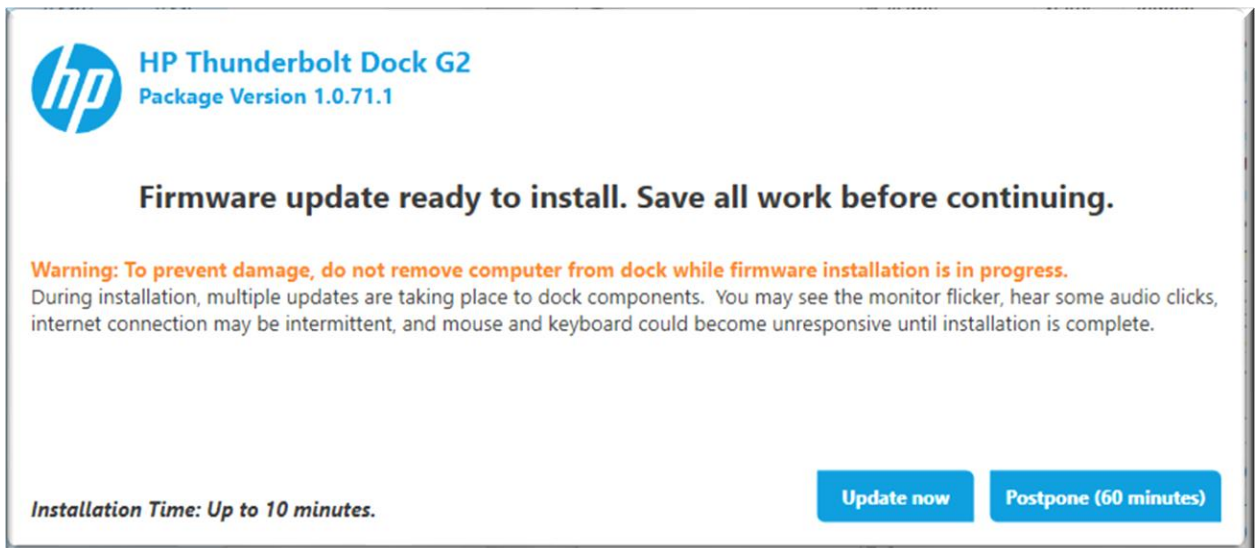 hp
HP Thunderbolt Dock G2
Package Version 1.0.71.1
Firmware update ready to install. Save all work before continuing.
Warning: To prevent damage, do not remove computer from dock while firmware installation is in progress.
During installation, multiple updates are taking place to dock components. You may see the monitor flicker, hear some audio clicks,
internet connection may be intermittent, and mouse and keyboard could become unresponsive until installation is complete.
Installation Time: Up to 10 minutes.
Update now
Postpone (60 minutes)